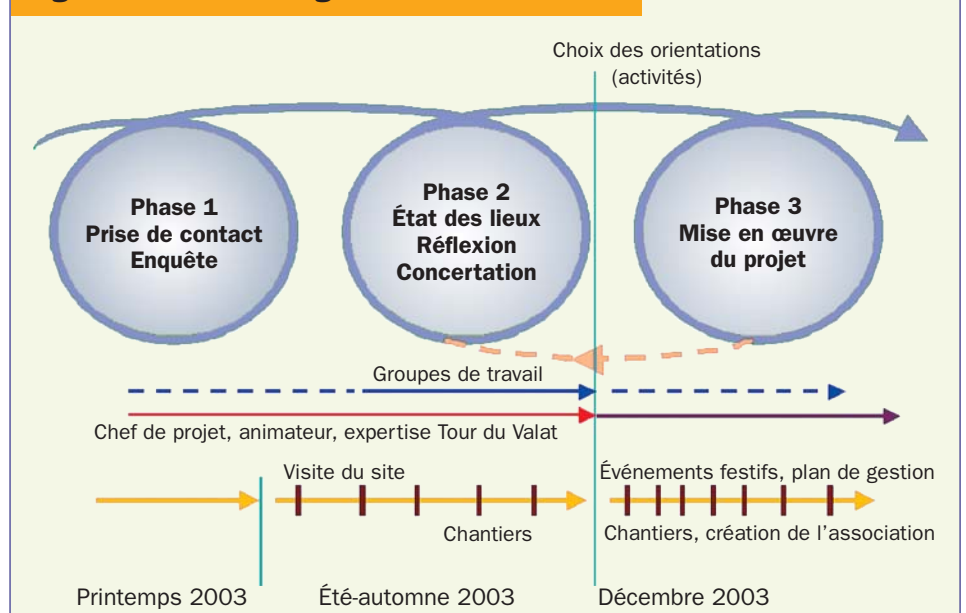 Choix des orientations
(activités)
Phase 1
Prise de contact
Enquête
Phase 2
État des lieux
Réflexion
Concertation
Phase 3
Mise en œuvre
du projet
Groupes de travail
Chef de projet, animateur, expertise Tour du Valat
Visite du site
Chantiers
Événements festifs, plan de gestion
Chantiers, création de l'association
Printemps 2003
Été-automne 2003
Décembre 2003